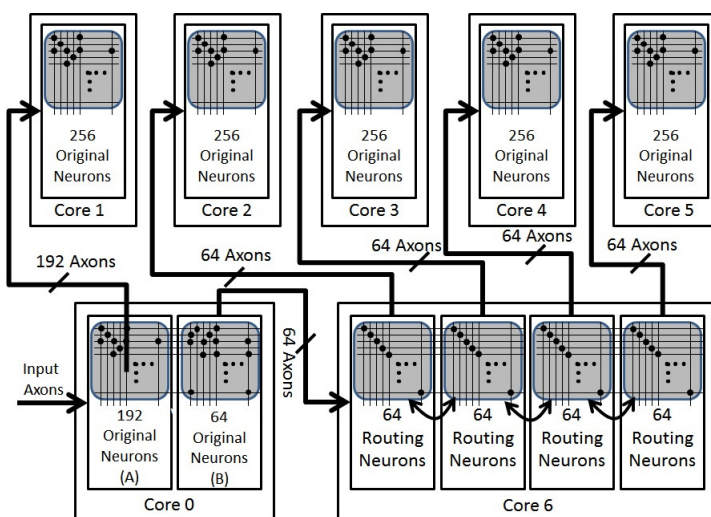 256
Original
Neurons
Core 1
256
Original
Neurons
Core 2
256
Original
Neurons
Core 3
256
Original
Neurons
Core 4
256
Original
Neurons
Core 5
192 Axons
64 Axons
64 Axons
64 Axons
64 Axons
64 Axons
Input
Axons
192
Original
Neurons
(A)
64
Original
Neurons
(B)
Core 0
64
Routing
Neurons
64
Routing
Neurons
64
Routing
Neurons
64
Routing
Neurons
Core 6